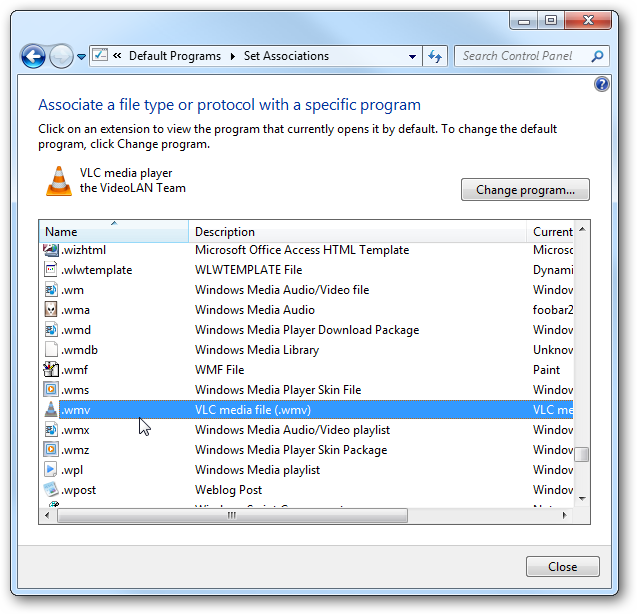 « Default Programs ▸ Set Associations
Search Control Panel
Associate a file type or protocol with a specific program
Click on an extension to view the program that currently opens it by default. To change the default
program, click Change program.
VLC media player
the VideoLAN Team
Change program...
Name Description Current
.wizhtml Microsoft Office Access HTML Template Microsc
.wlwtemplate WLWTEMPLATE File Dynami
.wm Windows Media Audio/Video file Window
.wma Windows Media Audio foobar2
.wmd Windows Media Player Download Package Window
.wmdb Windows Media Library Unknow
.wmf WMF File Paint
.wms Windows Media Player Skin File Window
.wmv VLC media file (.wmv) VLC me
.wmx Windows Media Audio/Video playlist Window
.wmz Windows Media Player Skin Package Window
.wpl Windows Media playlist Window
.wpost Weblog Post Window
Close